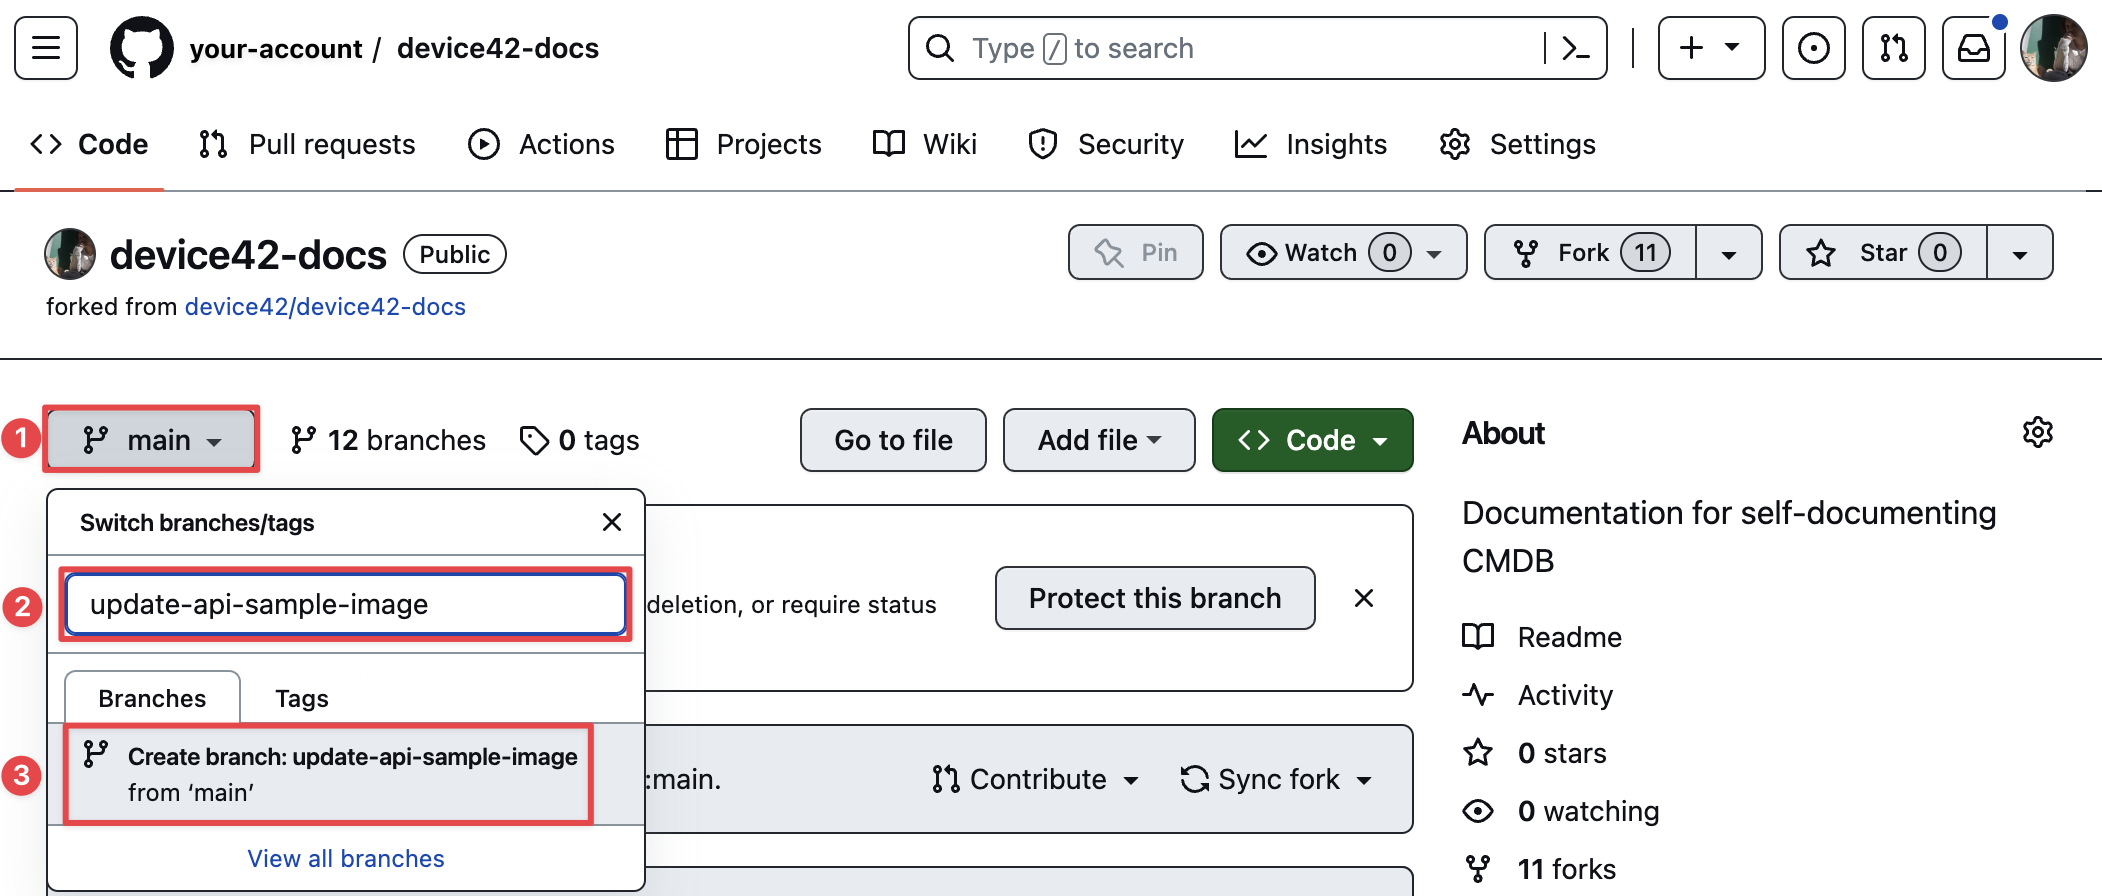 your-account / device42-docs
Type / to search
Code Pull requests Actions Projects Wiki Security Insights Settings
device42-docs Public
Pin Watch 0 Fork 11 Star 0
forked from device42/device42-docs
1 main 12 branches 0 tags Go to file Add file Code
About
Switch branches/tags
Documentation for self-documenting
CMDB
2 update-api-sample-image
deletion, or require status Protect this branch
Readme
Branches Tags
Activity
3 Create branch: update-api-sample-image
from ‘main’
:main. Contribute Sync fork
0 stars
0 watching
View all branches
11 forks